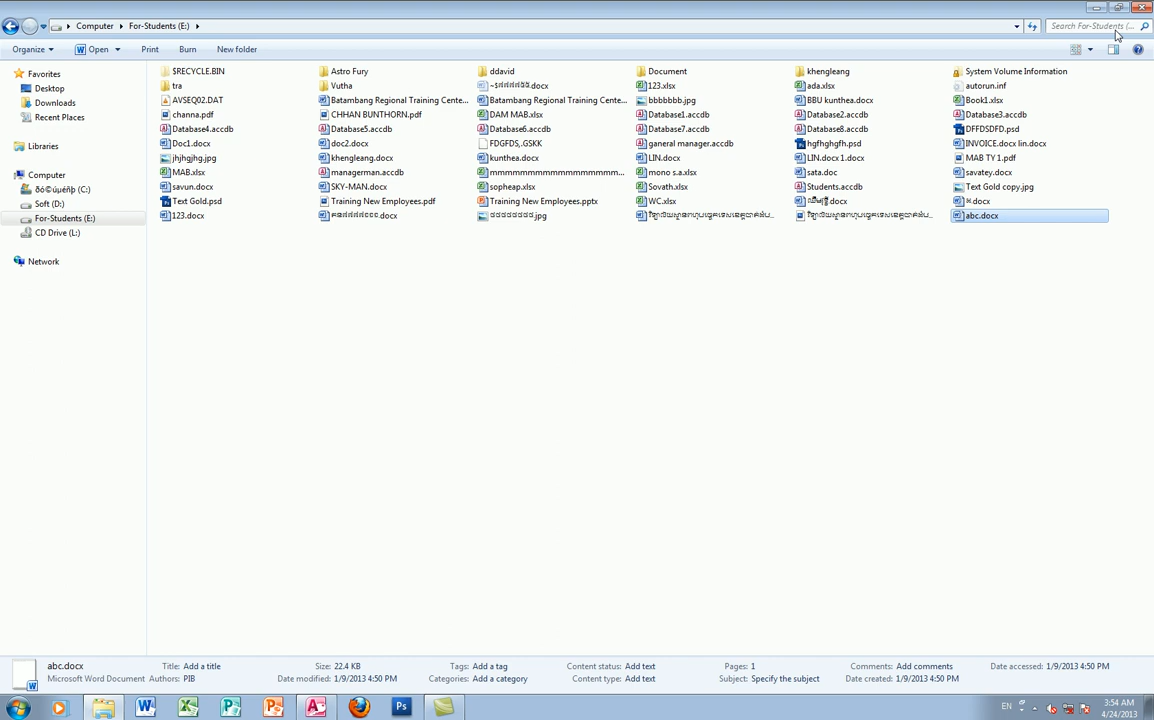 Computer ▸ For-Students (E:) ▸
Search For-Students (...
Organize
Open
Print
Burn
New folder
Favorites
Desktop
Downloads
Recent Places
Libraries
Computer
(C:)
Soft (D:)
For-Students (E:)
CD Drive (L:)
Network
$RECYCLE.BIN Astro Fury ddavid Document khengleang System Volume Information
tra Vutha 123.xlsx ada.xlsx autorun.inf
AVSEQ02.DAT Batambang Regional Training Cente... Batambang Regional Training Cente... bbbbbbb.jpg BBU kunthea.docx Book1.xlsx
channa.pdf CHHAN BUNTHORN.pdf DAM MAB.xlsx Database1.accdb Database2.accdb Database3.accdb
Database4.accdb Database5.accdb Database6.accdb Database7.accdb Database8.accdb DFFDSDFD.psd
Doc1.docx doc2.docx FDGFDS,.GSKK ganeral manager.accdb hgfhghgfh.psd INVOICE.docx lin.docx
jhjhgjhg.jpg khengleang.docx kunthea.docx LIN.docx LIN.docx 1.docx MAB TY 1.pdf
MAB.xlsx managerman.accdb mono s.a.xlsx sata.doc savatey.docx
savun.docx SKY-MAN.docx sopheap.xlsx Sovath.xlsx Students.accdb Text Gold copy.jpg
Text Gold.psd Training New Employees.pdf Training New Employees.pptx WC.xlsx
123.docx abc.docx
abc.docx Title: Add a title Size: 22.4 KB Tags: Add a tag Content status: Add text Pages: 1 Comments: Add comments Date accessed: 1/9/2013 4:50 PM
Microsoft Word Document Authors: PIB Date modified: 1/9/2013 4:50 PM Categories: Add a category Content type: Add text Subject: Specify the subject Date created: 1/9/2013 4:50 PM
EN
3:54 AM
4/24/2013